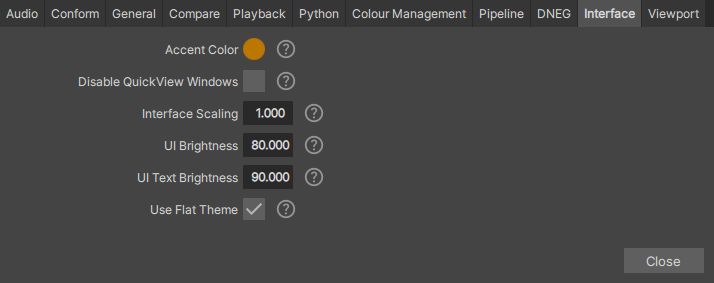 Audio Conform General Compare Playback Python Colour Management Pipeline DNEG Interface Viewport
Accent Color ?
Disable QuickView Windows ?
Interface Scaling 1.000 ?
UI Brightness 80.000 ?
UI Text Brightness 90.000 ?
Use Flat Theme ?
Close